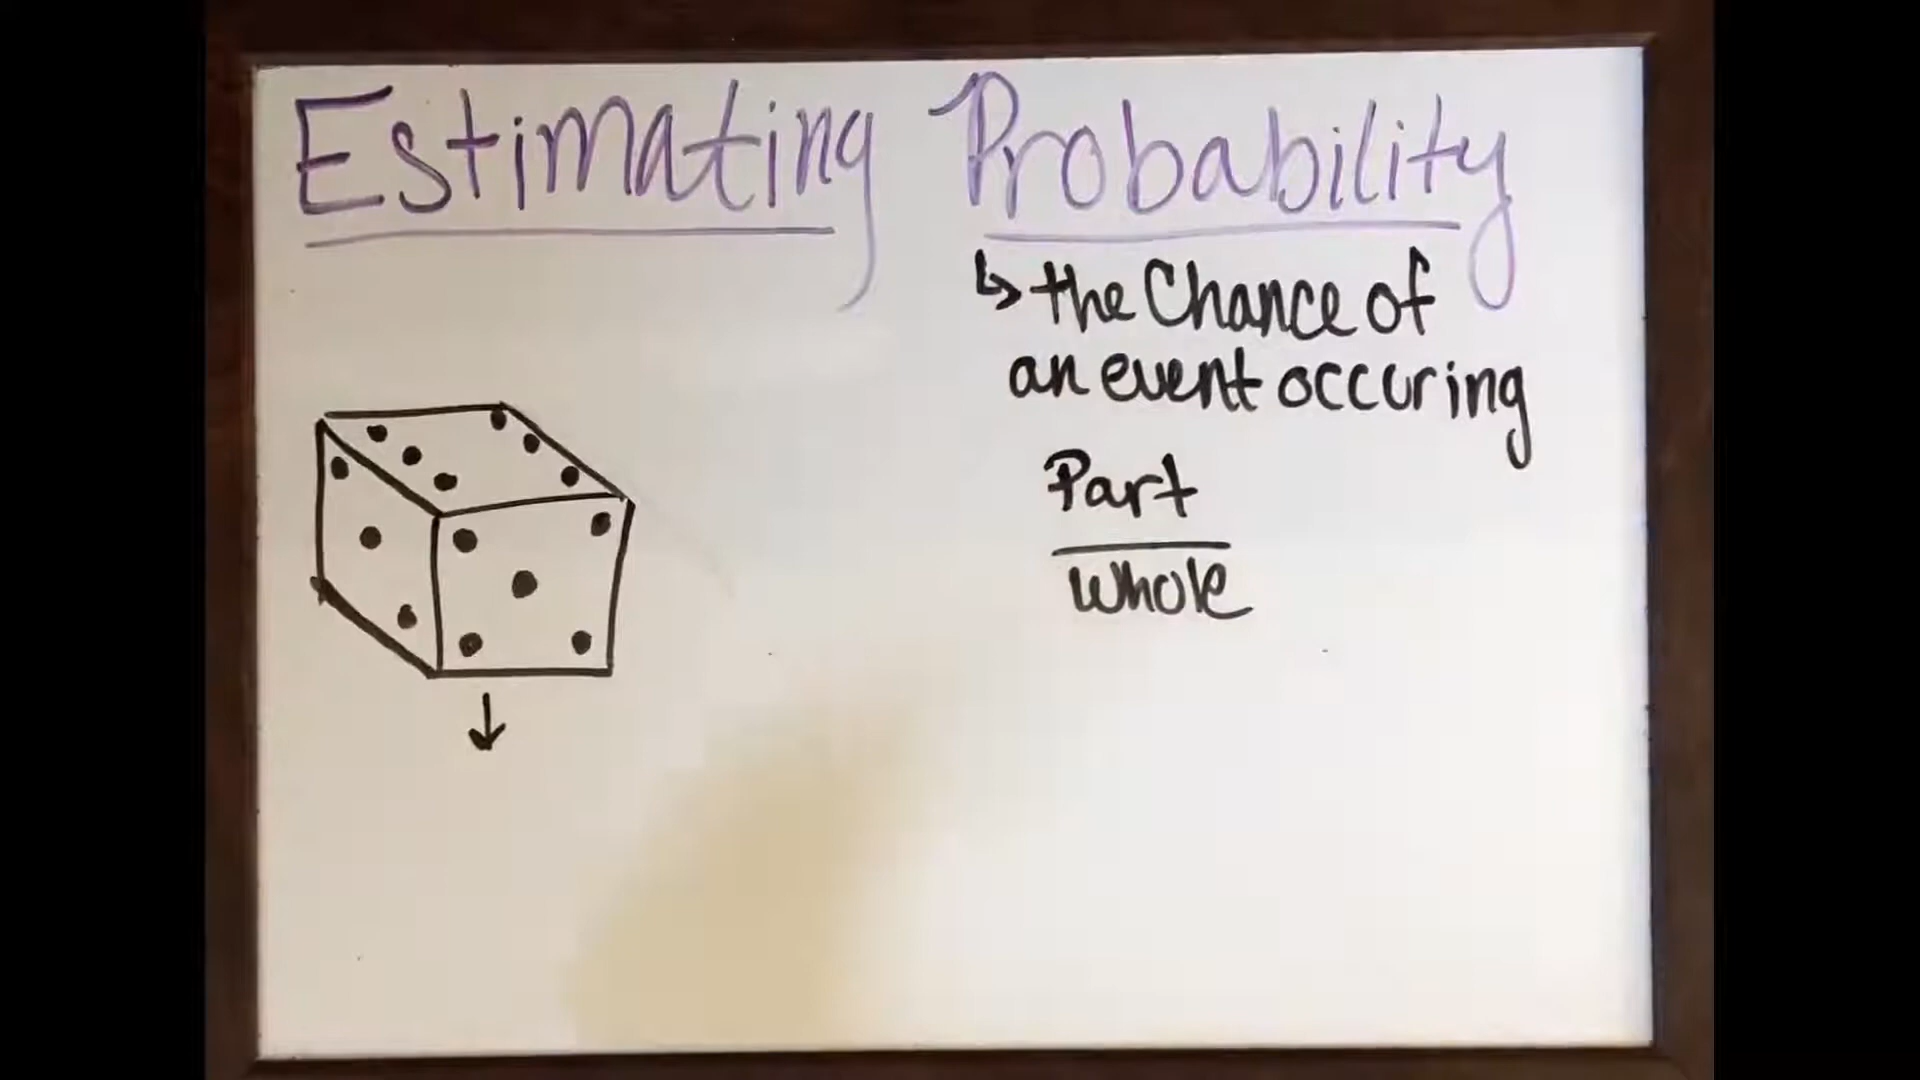 Estimating Probability
↳ the Chance of
an event occuring
Part
Whole